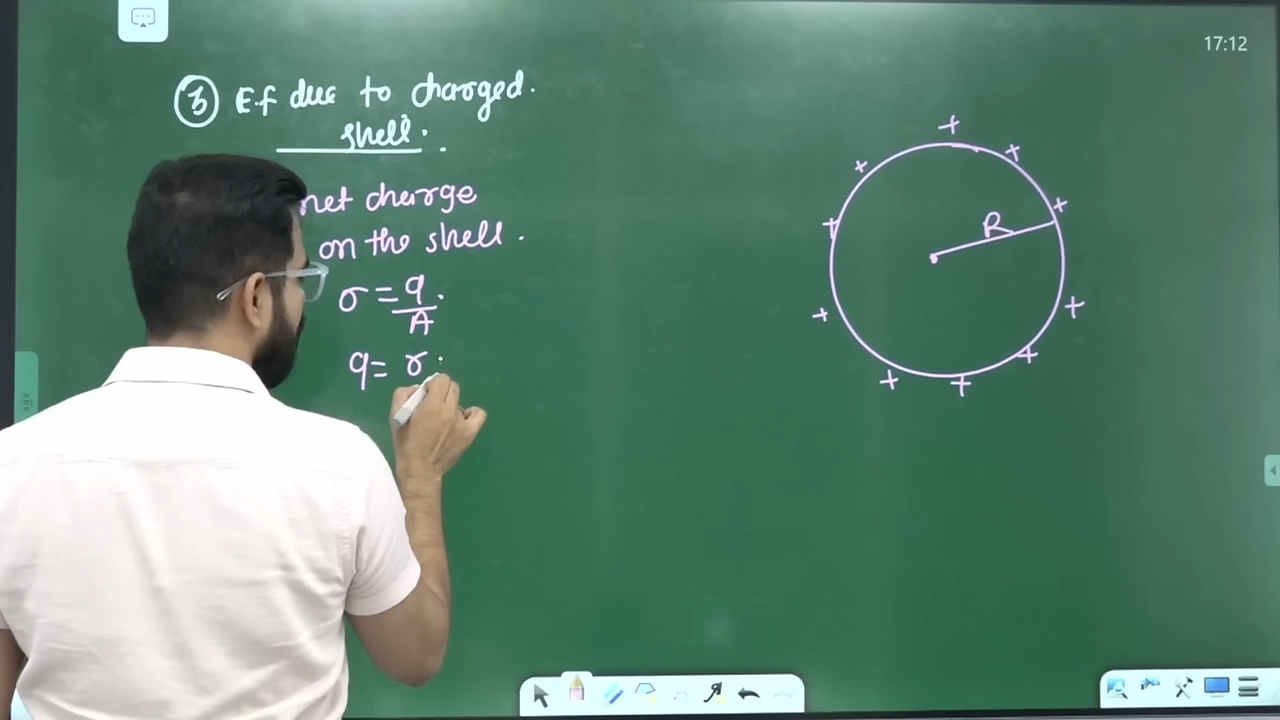 ③ E.f due to charged.
shell.
net charge
on the shell.
σ = q/A
q = σ
R
17:12